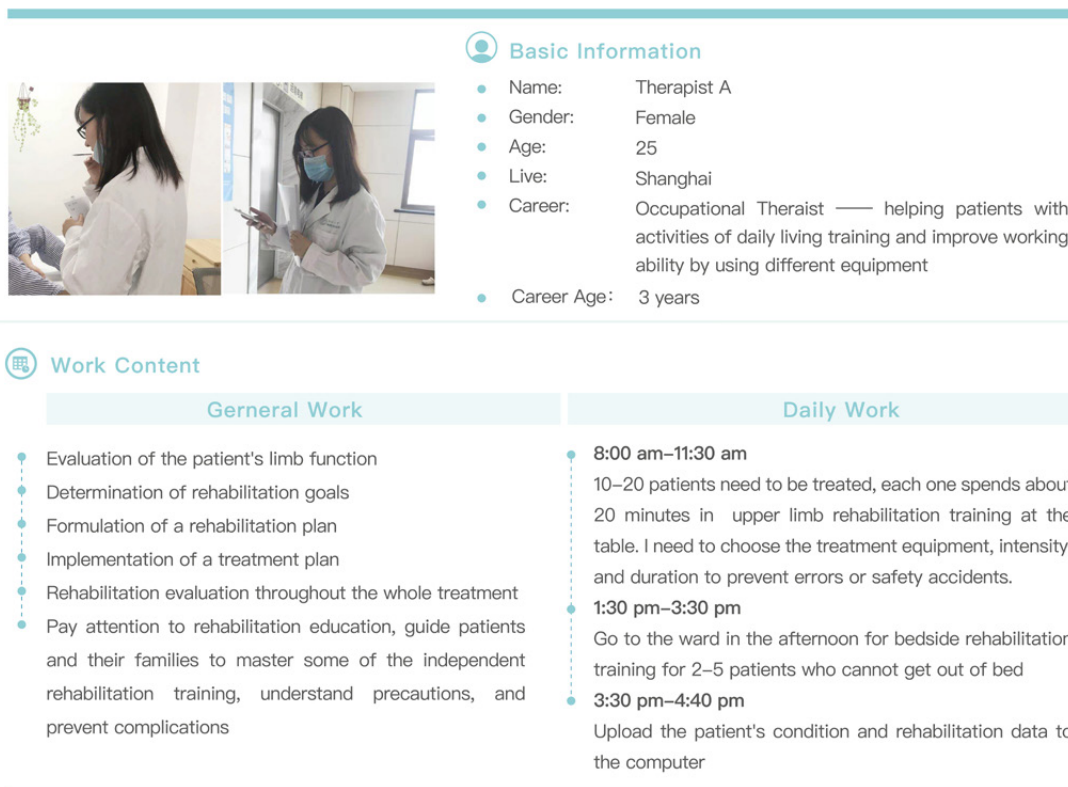 Basic Information
Name: Therapist A
Gender: Female
Age: 25
Live: Shanghai
Career: Occupational Theraist —— helping patients with
activities of daily living training and improve working
ability by using different equipment
Career Age: 3 years
Work Content
Gerneral Work
Evaluation of the patient's limb function
Determination of rehabilitation goals
Formulation of a rehabilitation plan
Implementation of a treatment plan
Rehabilitation evaluation throughout the whole treatment
Pay attention to rehabilitation education, guide patients
and their families to master some of the independent
rehabilitation training, understand precautions, and
prevent complications
Daily Work
8:00 am–11:30 am
10–20 patients need to be treated, each one spends about
20 minutes in upper limb rehabilitation training at the
table. I need to choose the treatment equipment, intensity
and duration to prevent errors or safety accidents.
1:30 pm–3:30 pm
Go to the ward in the afternoon for bedside rehabilitation
training for 2–5 patients who cannot get out of bed
3:30 pm–4:40 pm
Upload the patient's condition and rehabilitation data to
the computer